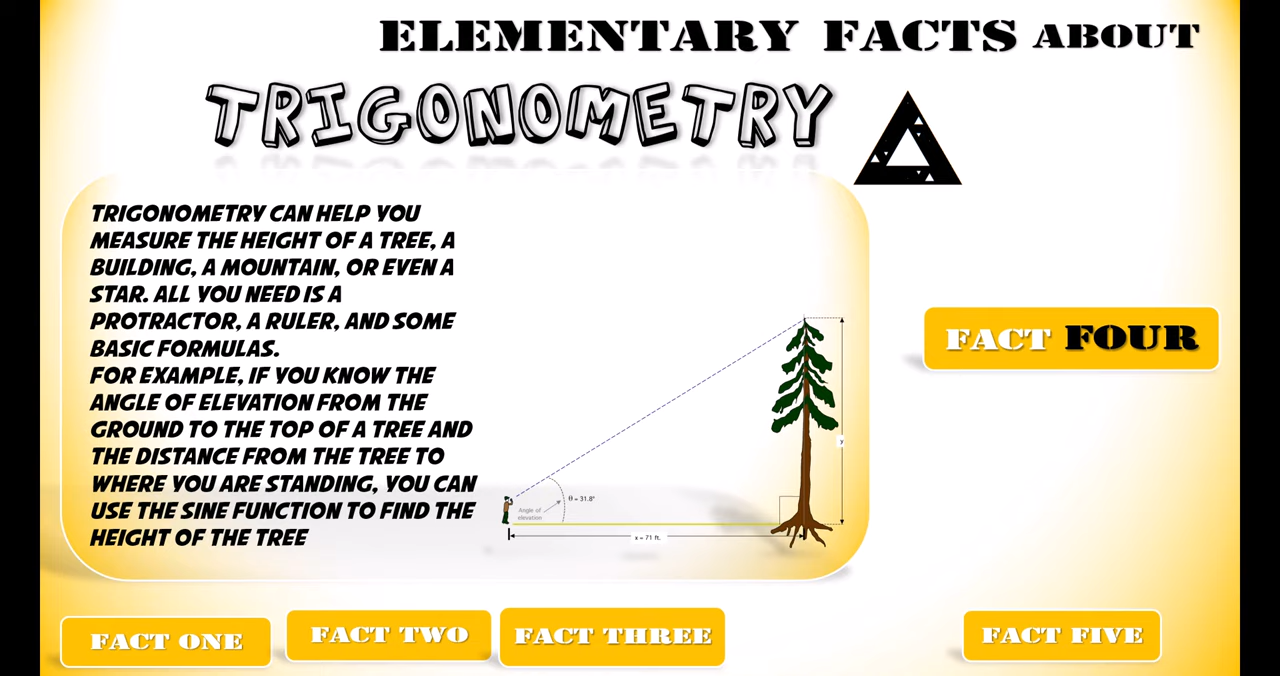 ELEMENTARY FACTS ABOUT
TRIGONOMETRY
TRIGONOMETRY CAN HELP YOU
MEASURE THE HEIGHT OF A TREE, A
BUILDING, A MOUNTAIN, OR EVEN A
STAR. ALL YOU NEED IS A
PROTRACTOR, A RULER, AND SOME
BASIC FORMULAS.
FOR EXAMPLE, IF YOU KNOW THE
ANGLE OF ELEVATION FROM THE
GROUND TO THE TOP OF A TREE AND
THE DISTANCE FROM THE TREE TO
WHERE YOU ARE STANDING, YOU CAN
USE THE SINE FUNCTION TO FIND THE
HEIGHT OF THE TREE
y
θ = 31.8°
Angle of
elevation
x = 71 ft.
FACT FOUR
FACT ONE
FACT TWO
FACT THREE
FACT FIVE